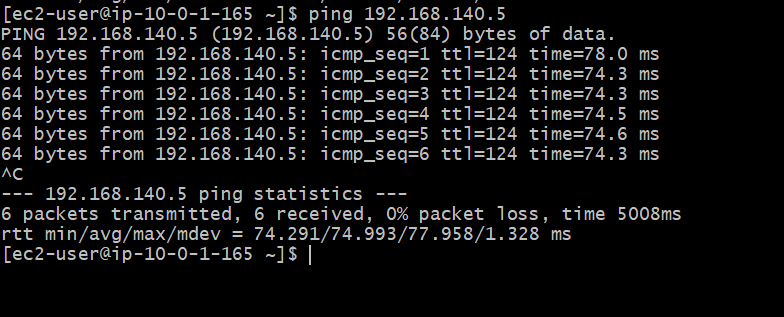 [ec2-user@ip-10-0-1-165 ~]$ ping 192.168.140.5
PING 192.168.140.5 (192.168.140.5) 56(84) bytes of data.
64 bytes from 192.168.140.5: icmp_seq=1 ttl=124 time=78.0 ms
64 bytes from 192.168.140.5: icmp_seq=2 ttl=124 time=74.3 ms
64 bytes from 192.168.140.5: icmp_seq=3 ttl=124 time=74.3 ms
64 bytes from 192.168.140.5: icmp_seq=4 ttl=124 time=74.5 ms
64 bytes from 192.168.140.5: icmp_seq=5 ttl=124 time=74.6 ms
64 bytes from 192.168.140.5: icmp_seq=6 ttl=124 time=74.3 ms
^C
--- 192.168.140.5 ping statistics ---
6 packets transmitted, 6 received, 0% packet loss, time 5008ms
rtt min/avg/max/mdev = 74.291/74.993/77.958/1.328 ms
[ec2-user@ip-10-0-1-165 ~]$